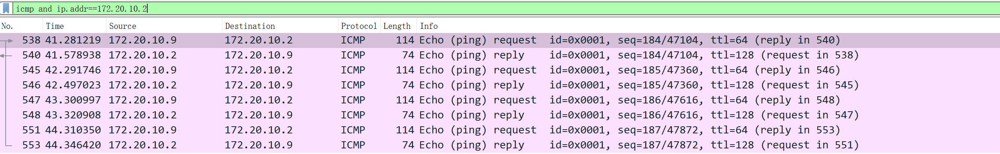 icmp and ip.addr==172.20.10.2
No. Time Source Destination Protocol Length Info
538 41.281219 172.20.10.9 172.20.10.2 ICMP 114 Echo (ping) request id=0x0001, seq=184/47104, ttl=64 (reply in 540)
540 41.578938 172.20.10.2 172.20.10.9 ICMP 74 Echo (ping) reply id=0x0001, seq=184/47104, ttl=128 (request in 538)
545 42.291746 172.20.10.9 172.20.10.2 ICMP 114 Echo (ping) request id=0x0001, seq=185/47360, ttl=64 (reply in 546)
546 42.497023 172.20.10.2 172.20.10.9 ICMP 74 Echo (ping) reply id=0x0001, seq=185/47360, ttl=128 (request in 545)
547 43.300997 172.20.10.9 172.20.10.2 ICMP 114 Echo (ping) request id=0x0001, seq=186/47616, ttl=64 (reply in 548)
548 43.320908 172.20.10.2 172.20.10.9 ICMP 74 Echo (ping) reply id=0x0001, seq=186/47616, ttl=128 (request in 547)
551 44.310350 172.20.10.9 172.20.10.2 ICMP 114 Echo (ping) request id=0x0001, seq=187/47872, ttl=64 (reply in 553)
553 44.346420 172.20.10.2 172.20.10.9 ICMP 74 Echo (ping) reply id=0x0001, seq=187/47872, ttl=128 (request in 551)